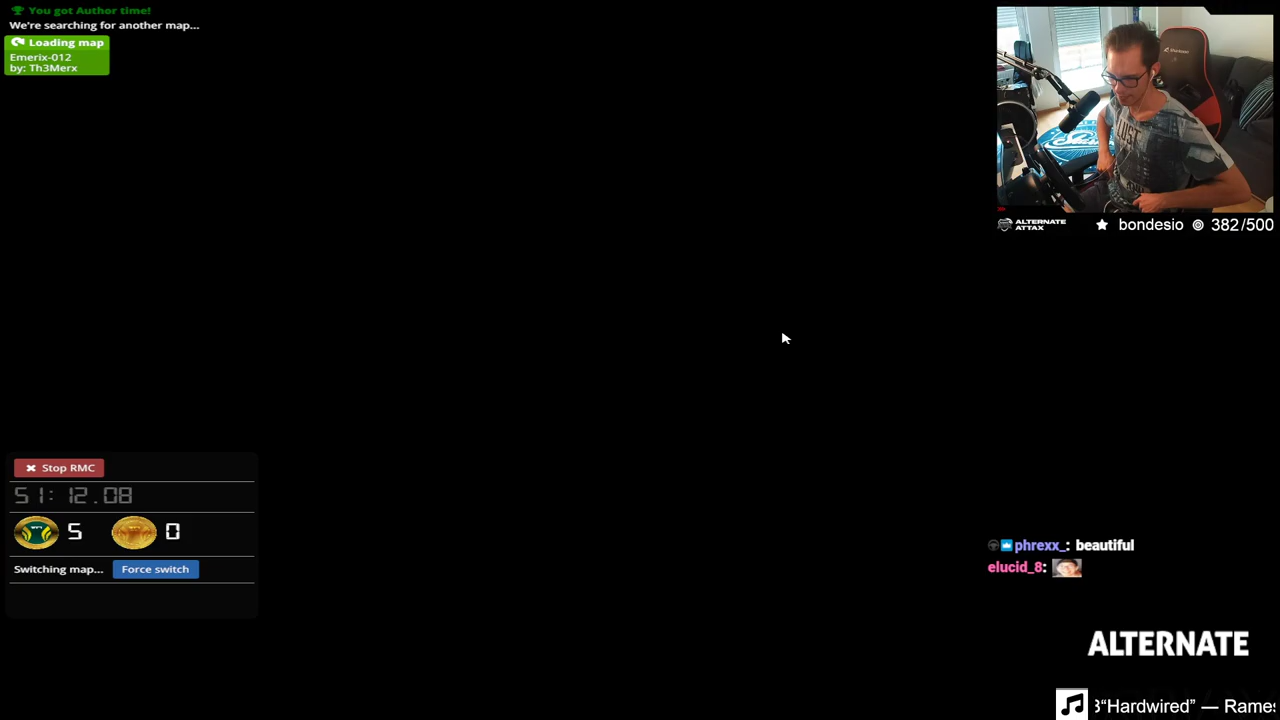 You got Author time!
We're searching for another map...
Loading map
Emerix-012
by: Th3Merx
ALTERNATE
ATTAX
bondesio
382/500
Stop RMC
51:12.08
5
0
Switching map...
Force switch
phrexx_: beautiful
elucid_8:
ALTERNATE
"Hardwired" — Rames